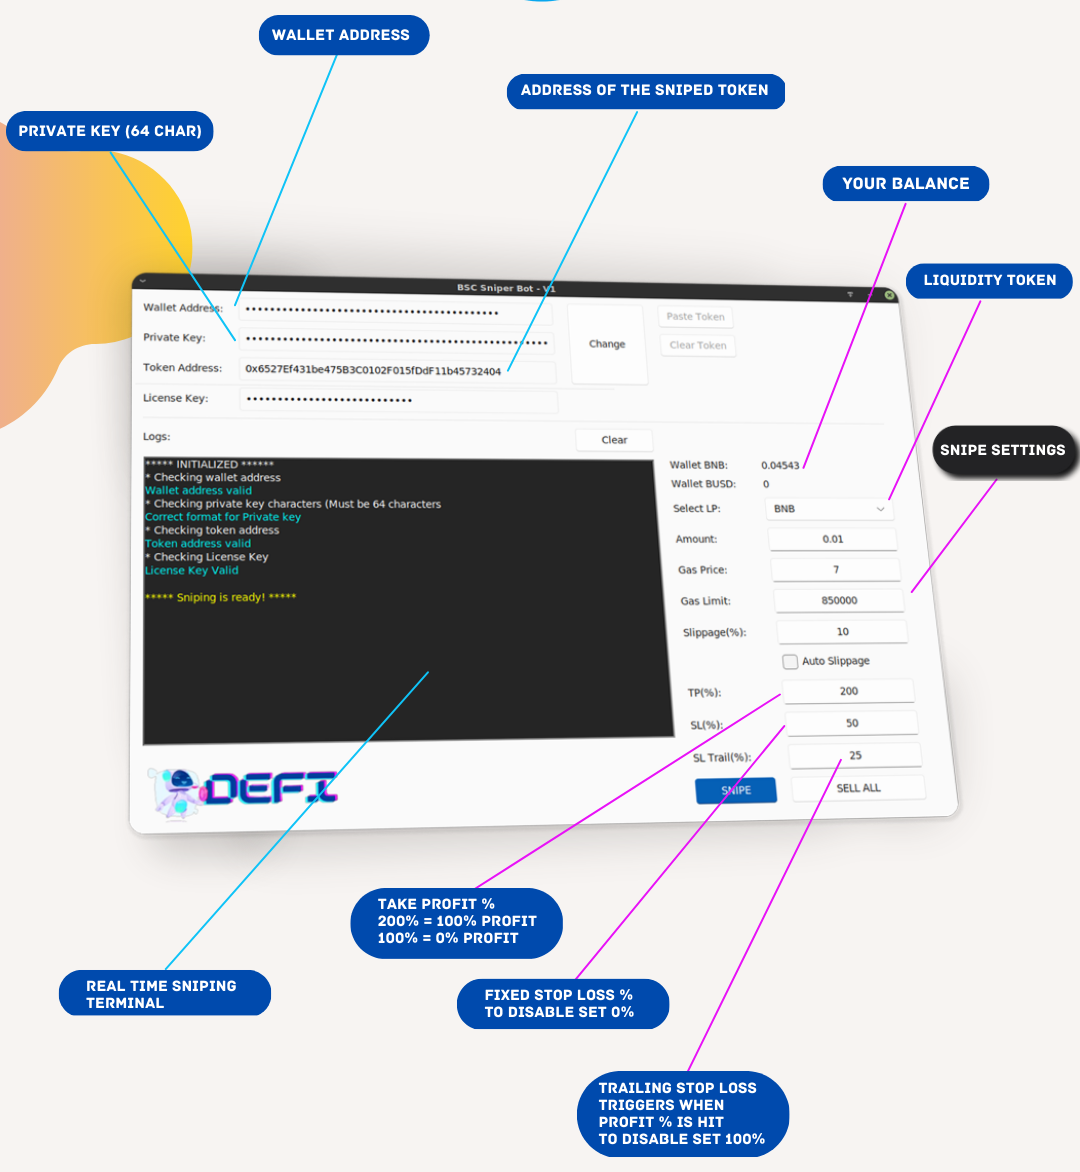 WALLET ADDRESS
ADDRESS OF THE SNIPED TOKEN
PRIVATE KEY (64 CHAR)
YOUR BALANCE
LIQUIDITY TOKEN
BSC Sniper Bot - V1
Wallet Address: •••••••••••••••••••••••••••••••••••••••••
Private Key: ••••••••••••••••••••••••••••••••••••••••••••••••
Token Address: 0x6527Ef431be475B3C0102F015fDdF11b45732404
License Key: •••••••••••••••••••••••••••
Change
Paste Token
Clear Token
SNIPE SETTINGS
Logs:
Clear
***** INITIALIZED ******
* Checking wallet address
Wallet address valid
* Checking private key characters (Must be 64 characters
Correct format for Private key
* Checking token address
Token address valid
* Checking License Key
License Key Valid
***** Sniping is ready! *****
Wallet BNB: 0.04543
Wallet BUSD: 0
Select LP: BNB
Amount: 0.01
Gas Price: 7
Gas Limit: 850000
Slippage(%): 10
Auto Slippage
TP(%): 200
SL(%): 50
SL Trail(%): 25
SNIPE
SELL ALL
DEFI
TAKE PROFIT %
200% = 100% PROFIT
100% = 0% PROFIT
REAL TIME SNIPING
TERMINAL
FIXED STOP LOSS %
TO DISABLE SET 0%
TRAILING STOP LOSS
TRIGGERS WHEN
PROFIT % IS HIT
TO DISABLE SET 100%